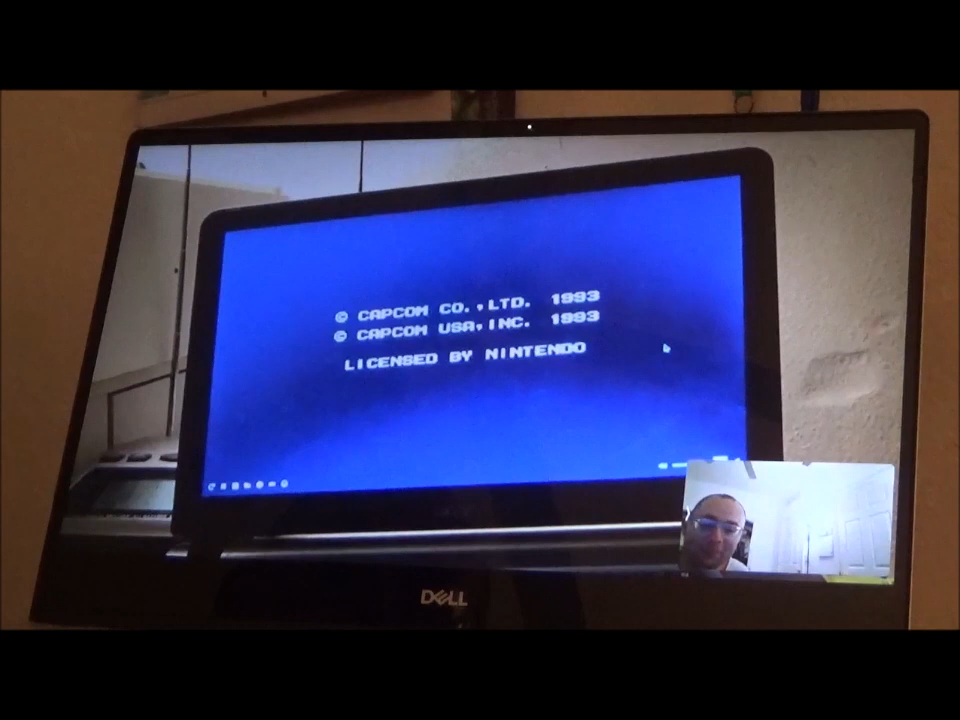 © CAPCOM CO.,LTD. 1993
© CAPCOM USA,INC. 1993
LICENSED BY NINTENDO
DELL